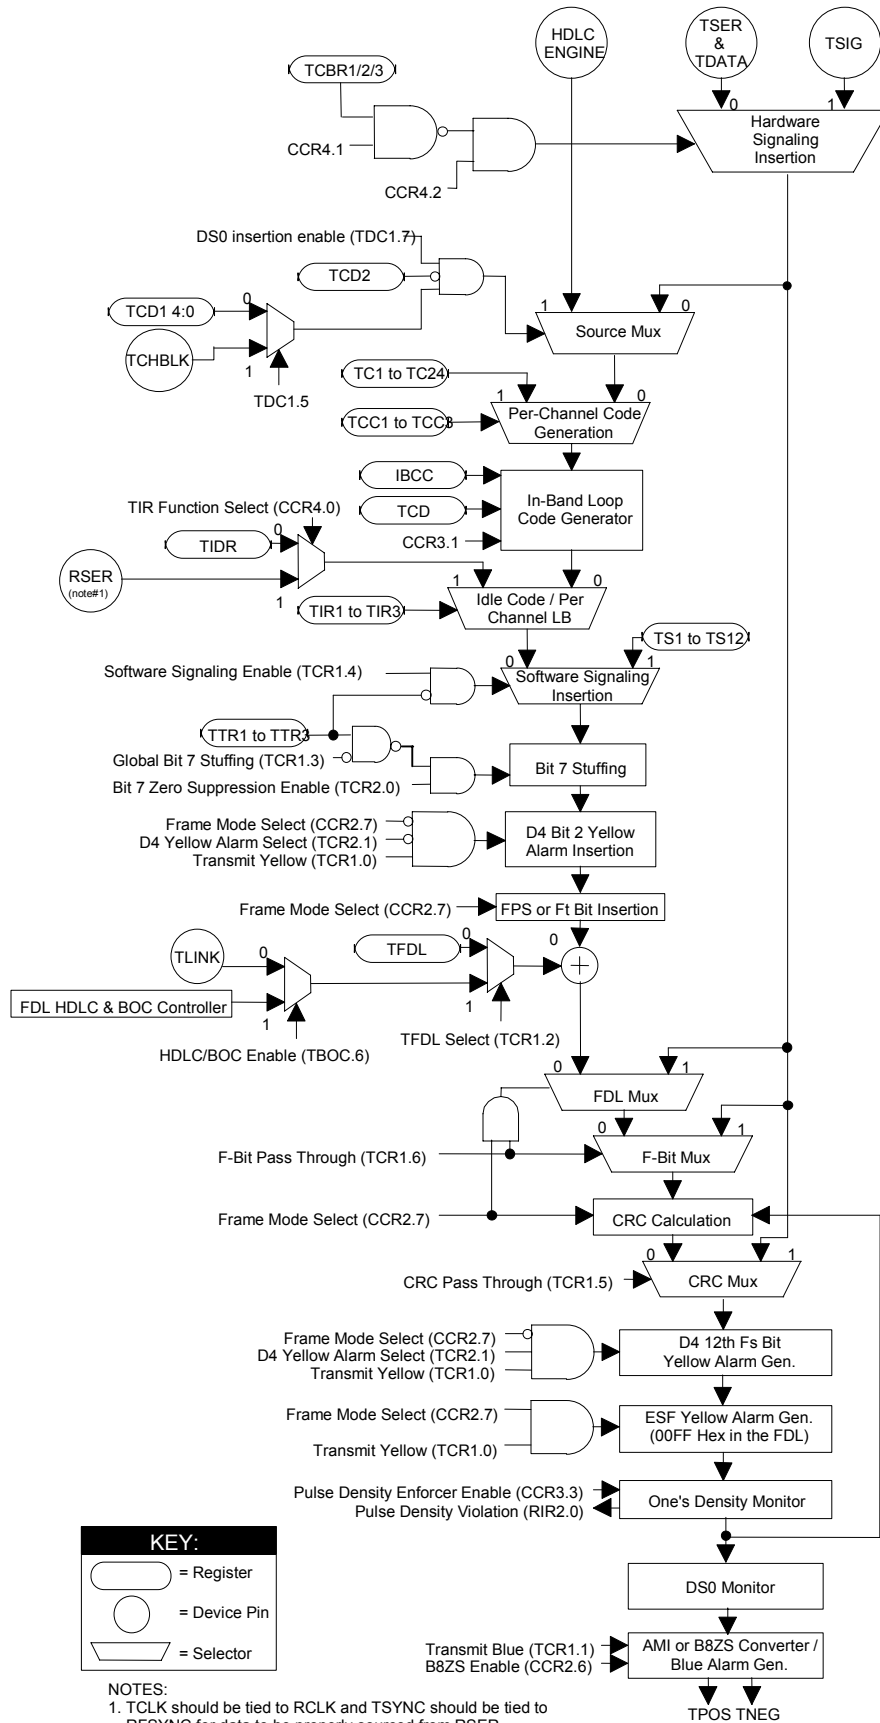 HDLC
ENGINE
TSER
&
TDATA
TSIG
TCBR1/2/3
0
1
Hardware
Signaling
Insertion
CCR4.1
CCR4.2
DS0 insertion enable (TDC1.7)
TCD2
TCD1 4:0
0
1
0
Source Mux
TCHBLK
1
TDC1.5
TC1 to TC24
1
0
TCC1 to TCC3
Per-Channel Code
Generation
IBCC
In-Band Loop
Code Generator
TCD
TIR Function Select (CCR4.0)
CCR3.1
0
TIDR
RSER
(note#1)
1
1
0
TIR1 to TIR3
Idle Code / Per
Channel LB
TS1 to TS12
0
1
Software Signaling Enable (TCR1.4)
Software Signaling
Insertion
TTR1 to TTR3
Global Bit 7 Stuffing (TCR1.3)
Bit 7 Stuffing
Bit 7 Zero Suppression Enable (TCR2.0)
Frame Mode Select (CCR2.7)
D4 Yellow Alarm Select (TCR2.1)
Transmit Yellow (TCR1.0)
D4 Bit 2 Yellow
Alarm Insertion
Frame Mode Select (CCR2.7)
FPS or Ft Bit Insertion
0
0
TLINK
0
TFDL
+
FDL HDLC & BOC Controller
1
1
HDLC/BOC Enable (TBOC.6)
TFDL Select (TCR1.2)
0
1
FDL Mux
0
1
F-Bit Pass Through (TCR1.6)
F-Bit Mux
Frame Mode Select (CCR2.7)
CRC Calculation
0
1
CRC Pass Through (TCR1.5)
CRC Mux
Frame Mode Select (CCR2.7)
D4 Yellow Alarm Select (TCR2.1)
Transmit Yellow (TCR1.0)
D4 12th Fs Bit
Yellow Alarm Gen.
Frame Mode Select (CCR2.7)
Transmit Yellow (TCR1.0)
ESF Yellow Alarm Gen.
(00FF Hex in the FDL)
Pulse Density Enforcer Enable (CCR3.3)
Pulse Density Violation (RIR2.0)
One's Density Monitor
KEY:
= Register
= Device Pin
= Selector
DS0 Monitor
Transmit Blue (TCR1.1)
B8ZS Enable (CCR2.6)
AMI or B8ZS Converter /
Blue Alarm Gen.
TPOS TNEG
NOTES:
1. TCLK should be tied to RCLK and TSYNC should be tied to
RFSYNC for data to be properly sourced from RSER